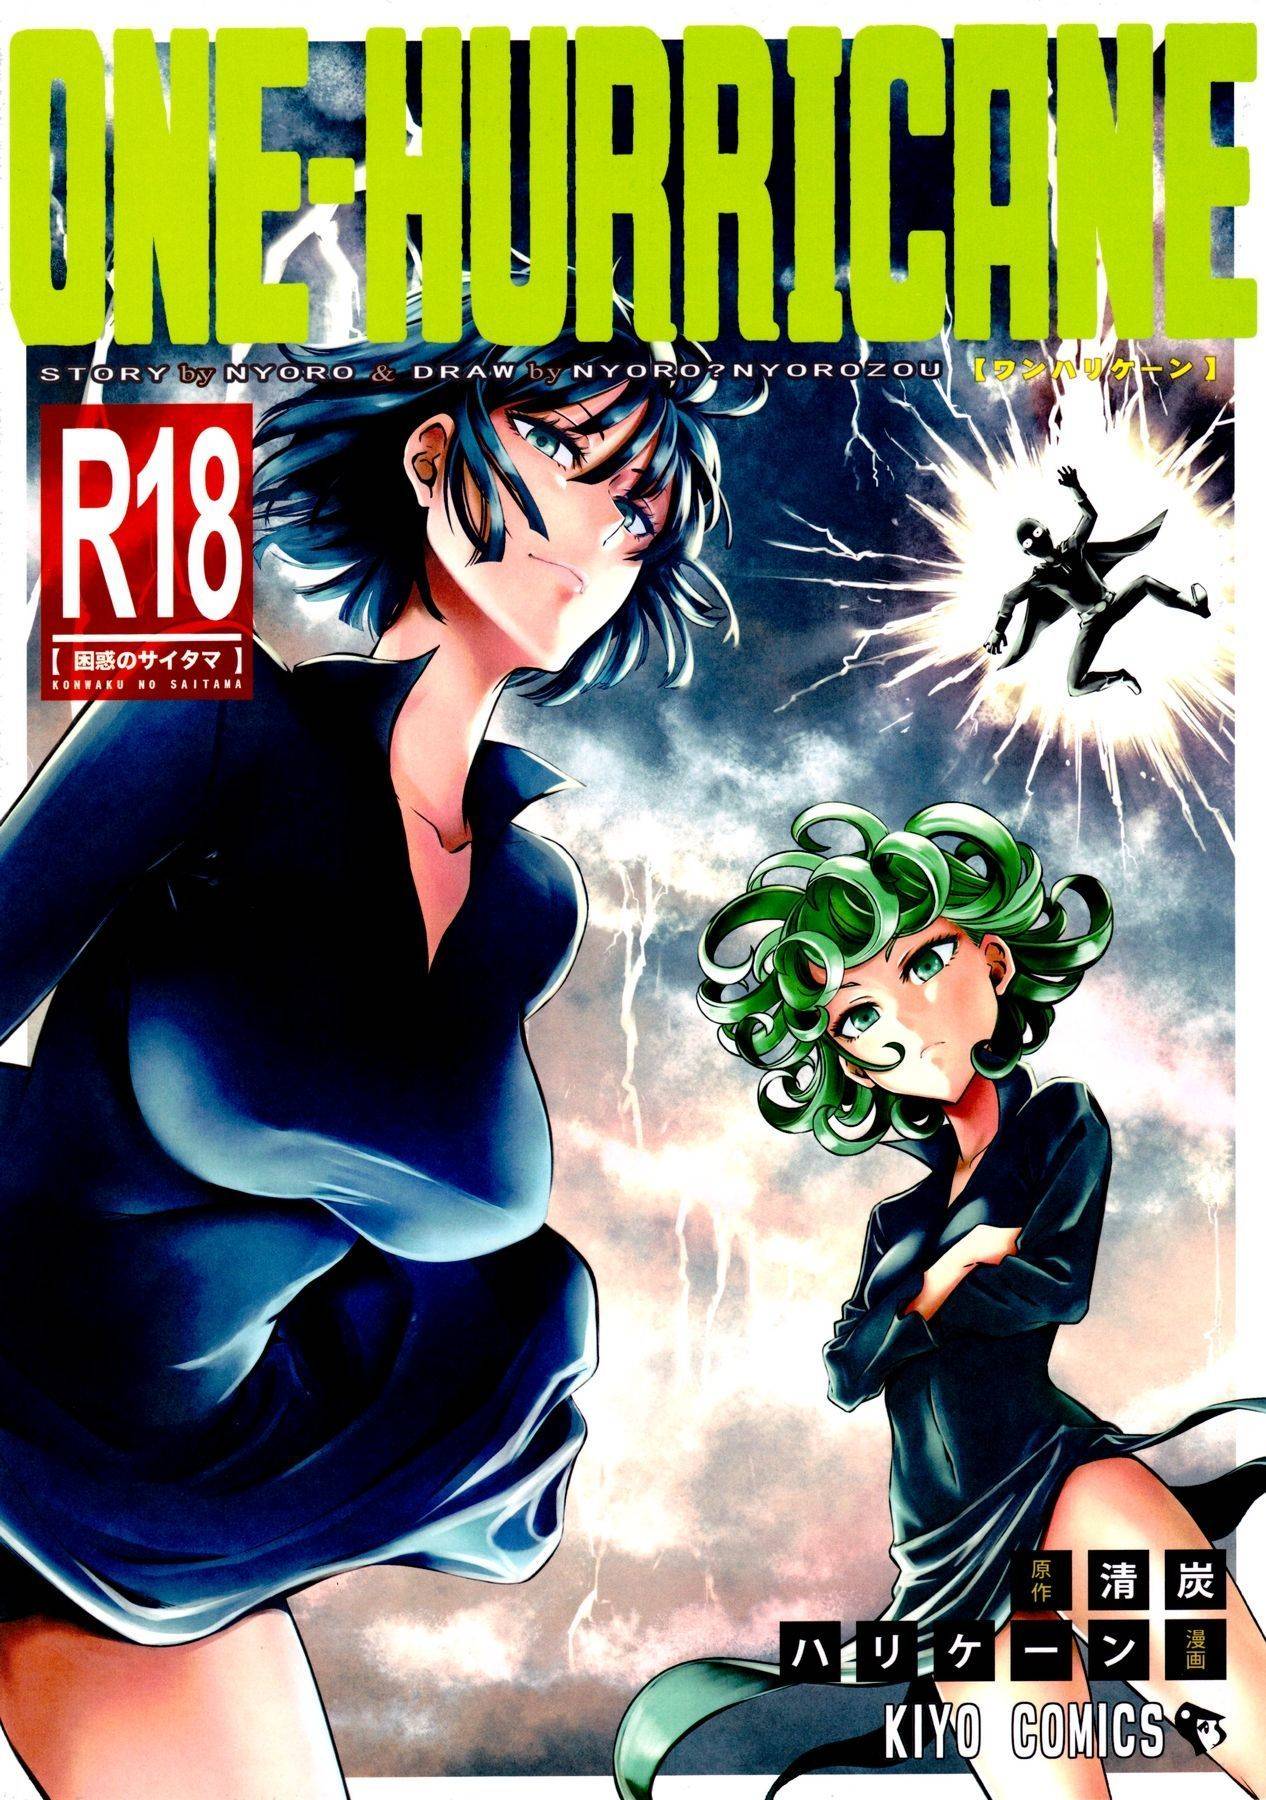 ONE-HURRICANE
STORY by NYORO & DRAW by NYORO?NYOROZOU 【ワンハリケーン】
R18
【困惑のサイタマ】
KONWAKU NO SAITAMA
原作 清炭
ハリケーン 漫画
KIYO COMICS